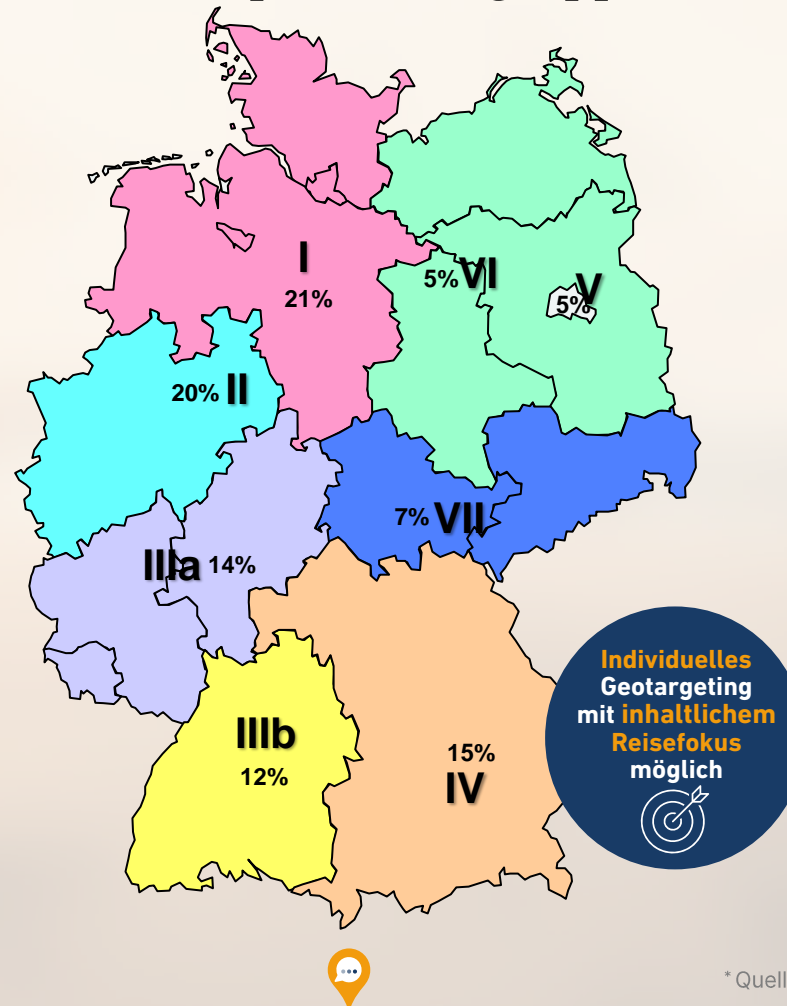 I
21%
5% VI
V
5%
20% II
7% VII
IIIa 14%
Individuelles
Geotargeting
mit inhaltlichem
Reisefokus
möglich
IIIb
12%
15%
IV